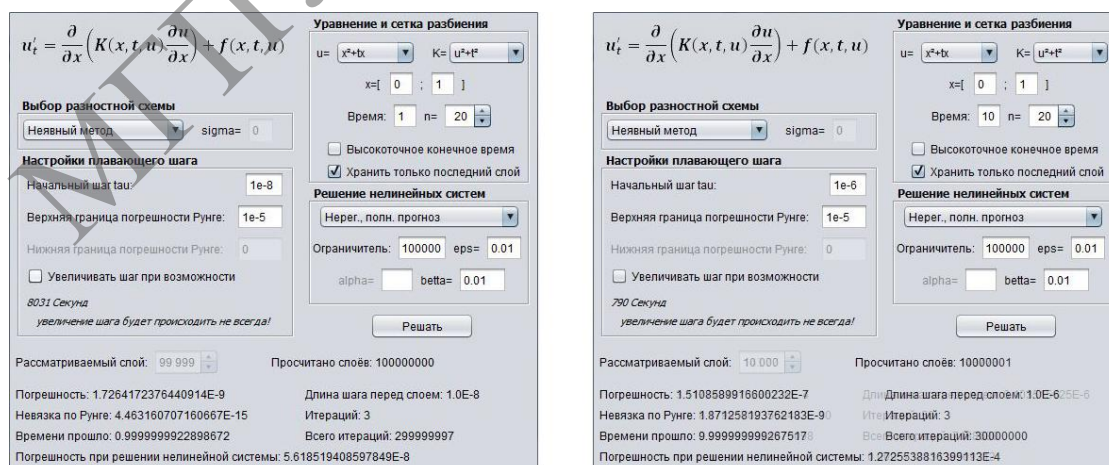 u't = ∂/∂x (K(x, t, u) ∂u/∂x) + f(x, t, u)
Уравнение и сетка разбиения
u= x²+tx K= u²+t²
x=[ 0 ; 1 ]
Выбор разностной схемы
Время: 1 n= 20
Неявный метод sigma= 0
Высокоточное конечное время
Настройки плавающего шага
Хранить только последний слой
Начальный шаг tau: 1e-8
Решение нелинейных систем
Верхняя граница погрешности Рунге: 1e-5
Нерег., полн. прогноз
Нижняя граница погрешности Рунге: 0
Ограничитель: 100000 eps= 0.01
Увеличивать шаг при возможности
alpha= betta= 0.01
8031 Секунд
увеличение шага будет происходить не всегда!
Решать
Рассматриваемый слой: 99 999 Просчитано слоёв: 100000000
Погрешность: 1.7264172376440914E-9 Длина шага перед слоем: 1.0E-8
Невязка по Рунге: 4.463160707160667E-15 Итераций: 3
Времени прошло: 0.9999999922898672 Всего итераций: 299999997
Погрешность при решении нелинейной системы: 5.618519408597849E-8
u't = ∂/∂x (K(x, t, u) ∂u/∂x) + f(x, t, u)
Уравнение и сетка разбиения
u= x²+tx K= u²+t²
x=[ 0 ; 1 ]
Выбор разностной схемы
Время: 10 n= 20
Неявный метод sigma= 0
Высокоточное конечное время
Настройки плавающего шага
Хранить только последний слой
Начальный шаг tau: 1e-6
Решение нелинейных систем
Верхняя граница погрешности Рунге: 1e-5
Нерег., полн. прогноз
Нижняя граница погрешности Рунге: 0
Ограничитель: 100000 eps= 0.01
Увеличивать шаг при возможности
alpha= betta= 0.01
790 Секунд
увеличение шага будет происходить не всегда!
Решать
Рассматриваемый слой: 10 000 Просчитано слоёв: 10000001
Погрешность: 1.5108589916600232E-7 Длина шага перед слоем: 1.0E-6
Невязка по Рунге: 1.871258193762183E-9 Итераций: 3
Времени прошло: 9.999999999267517 Всего итераций: 30000000
Погрешность при решении нелинейной системы: 1.2725538816399113E-4